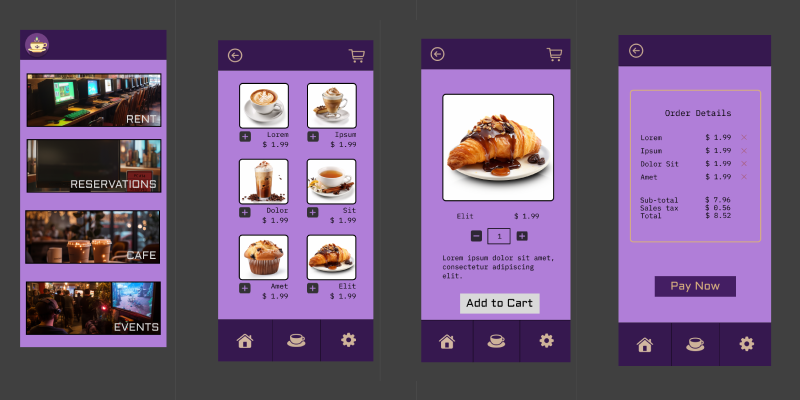 RENT
RESERVATIONS
CAFE
EVENTS
Lorem
$ 1.99
Ipsum
$ 1.99
Dolor
$ 1.99
Sit
$ 1.99
Amet
$ 1.99
Elit
$ 1.99
Elit $ 1.99
1
Lorem ipsum dolor sit amet,
consectetur adipiscing
elit.
Add to Cart
Order Details
Lorem $ 1.99
Ipsum $ 1.99
Dolor Sit $ 1.99
Amet $ 1.99
Sub-total $ 7.96
Sales tax $ 0.56
Total $ 8.52
Pay Now